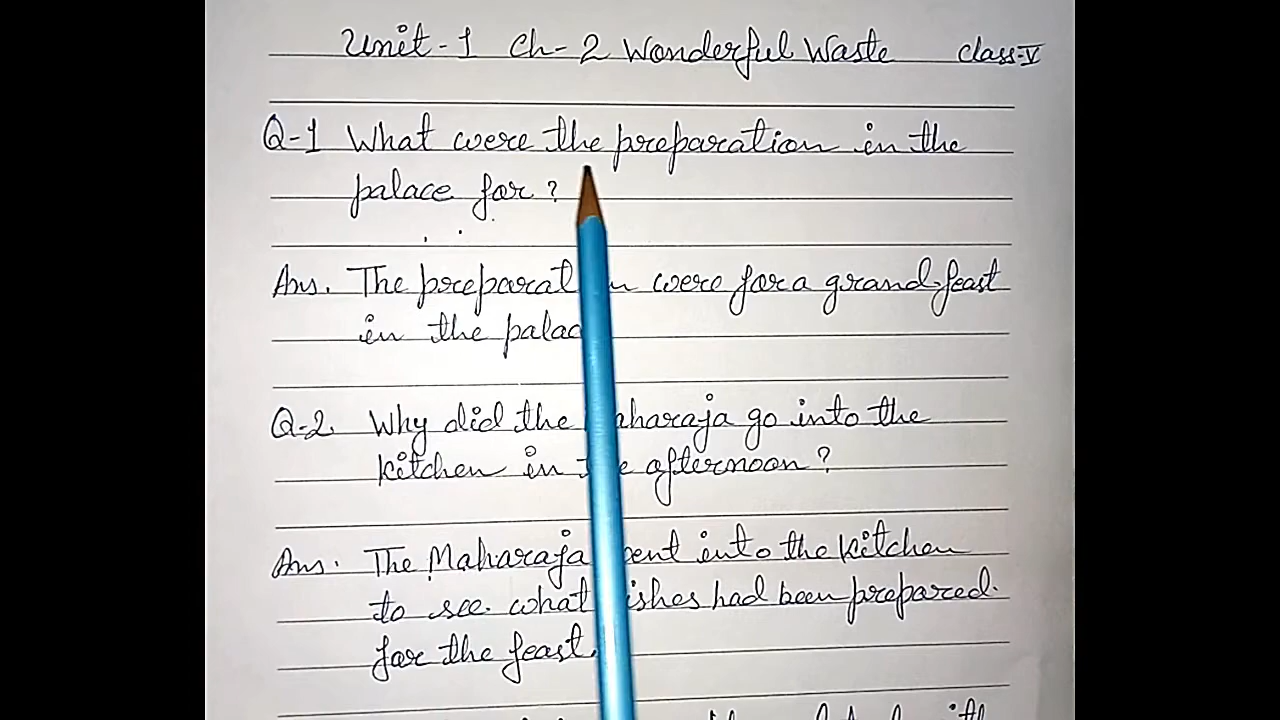 Unit-1 Ch-2 Wonderful Waste Class-V
Q-1 What were the preparation in the
palace for?
Ans. The preparat n were for a grand feast
in the palac
Q-2. Why did the aharaja go into the
kitchen in t e afternoon?
Ans. The Maharaja ent into the kitchen
to see what ishes had been prepared.
for the feast.